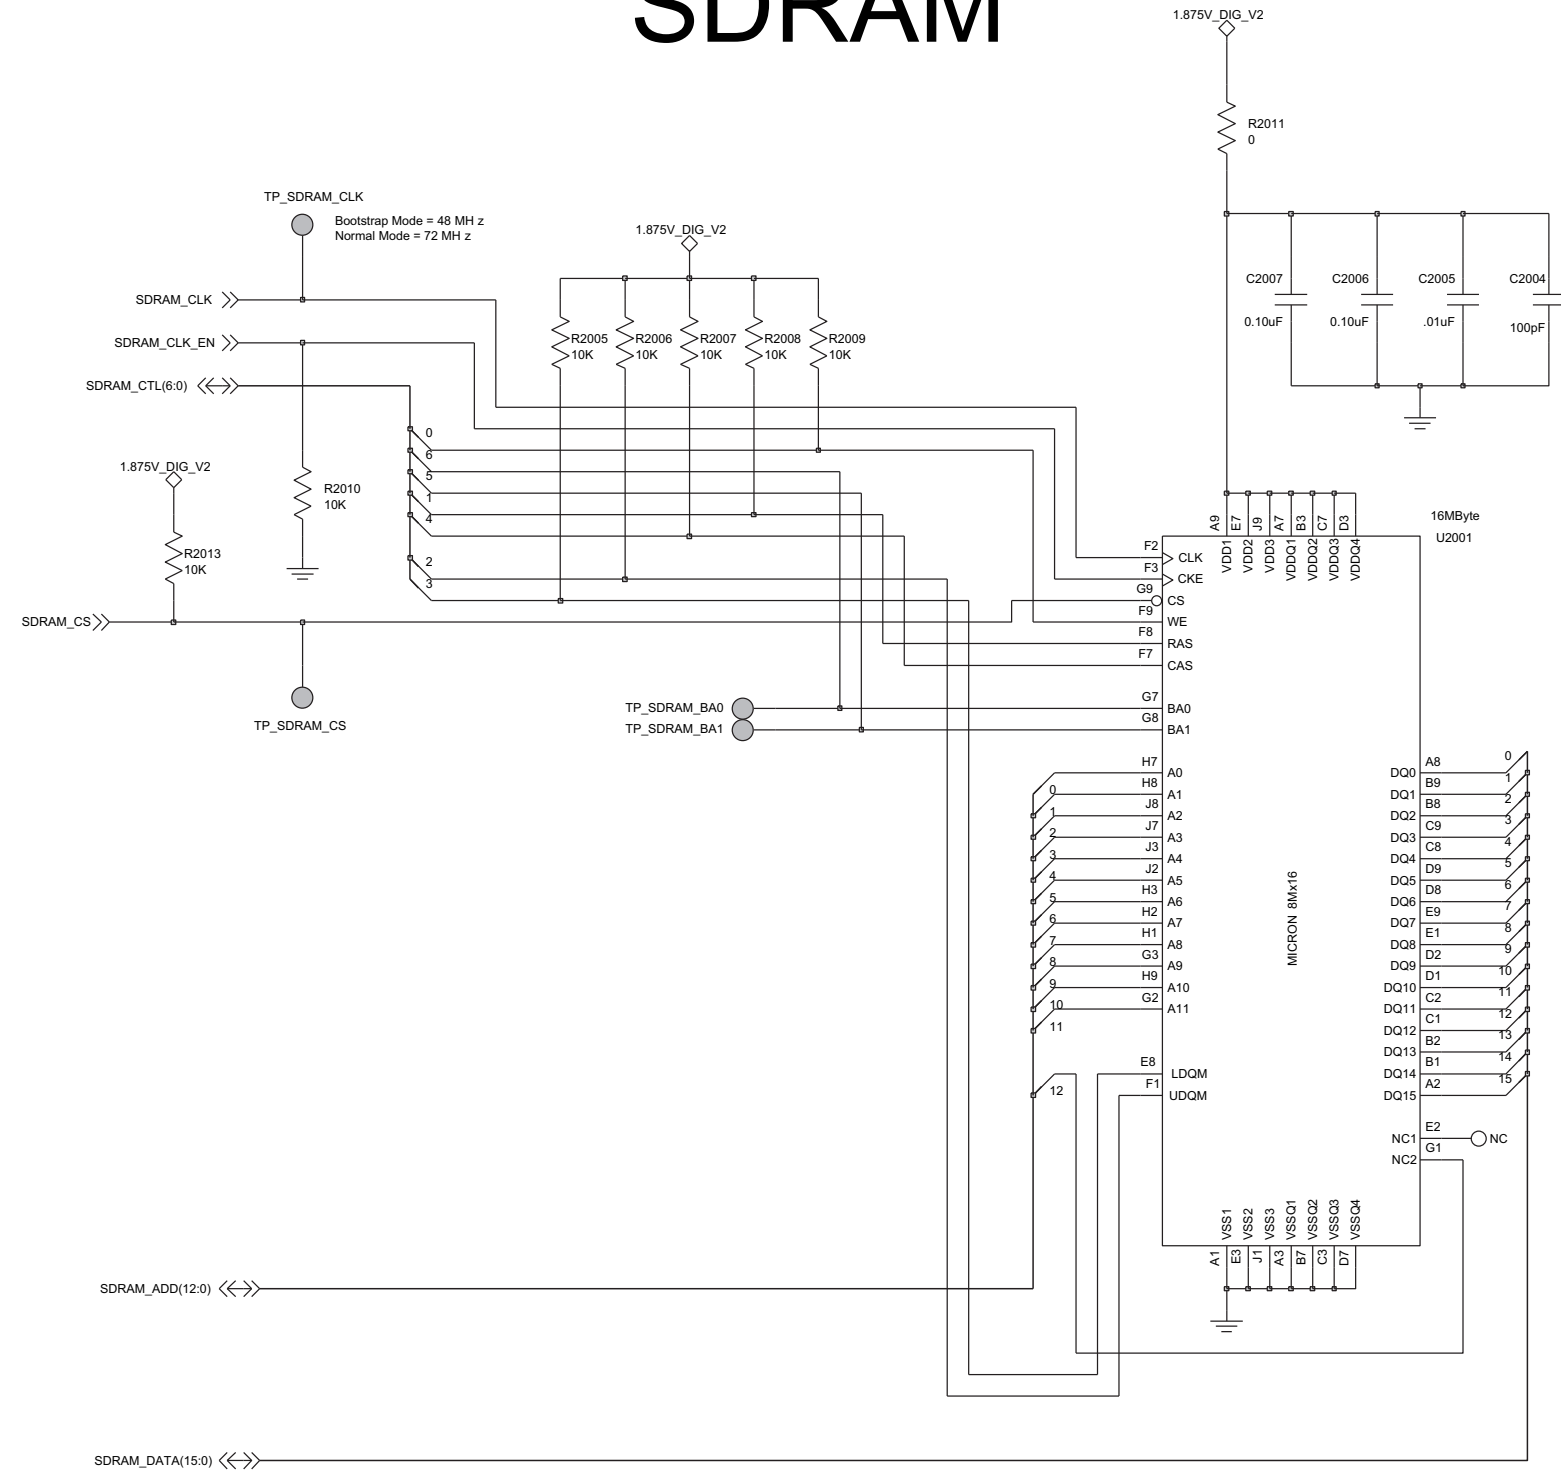 SDRAM
1.875V_DIG_V2
R2011
0
TP_SDRAM_CLK
Bootstrap Mode = 48 MH z
Normal Mode = 72 MH z
1.875V_DIG_V2
C2007
C2006
C2005
C2004
0.10uF
0.10uF
.01uF
100pF
SDRAM_CLK
SDRAM_CLK_EN
SDRAM_CTL(6:0)
R2005
10K
R2006
10K
R2007
10K
R2008
10K
R2009
10K
0
6
5
1
4
2
3
1.875V_DIG_V2
R2010
10K
R2013
10K
SDRAM_CS
TP_SDRAM_CS
TP_SDRAM_BA0
TP_SDRAM_BA1
16MByte
U2001
A9
E7
J9
A7
B3
C7
D3
VDD1
VDD2
VDD3
VDDQ1
VDDQ2
VDDQ3
VDDQ4
F2
CLK
F3
CKE
G9
CS
F9
WE
F8
RAS
F7
CAS
G7
BA0
G8
BA1
H7
A0
0
H8
A1
1
J8
A2
2
J7
A3
3
J3
A4
4
J2
A5
5
H3
A6
6
H2
A7
7
H1
A8
8
G3
A9
9
H9
A10
10
G2
A11
11
E8
LDQM
12
F1
UDQM
MICRON 8Mx16
DQ0
A8
0
DQ1
B9
1
DQ2
B8
2
DQ3
C9
3
DQ4
C8
4
DQ5
D9
5
DQ6
D8
6
DQ7
E9
7
DQ8
E1
8
DQ9
D2
9
DQ10
D1
10
DQ11
C2
11
DQ12
C1
12
DQ13
B2
13
DQ14
B1
14
DQ15
A2
15
NC1
E2
NC
NC2
G1
VSS1
VSS2
VSS3
VSSQ1
VSSQ2
VSSQ3
VSSQ4
A1
E3
J1
A3
B7
C3
D7
SDRAM_ADD(12:0)
SDRAM_DATA(15:0)